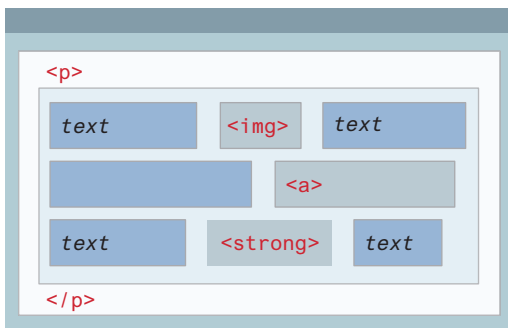 <p>
text <img> text
<a>
text <strong> text
</p>